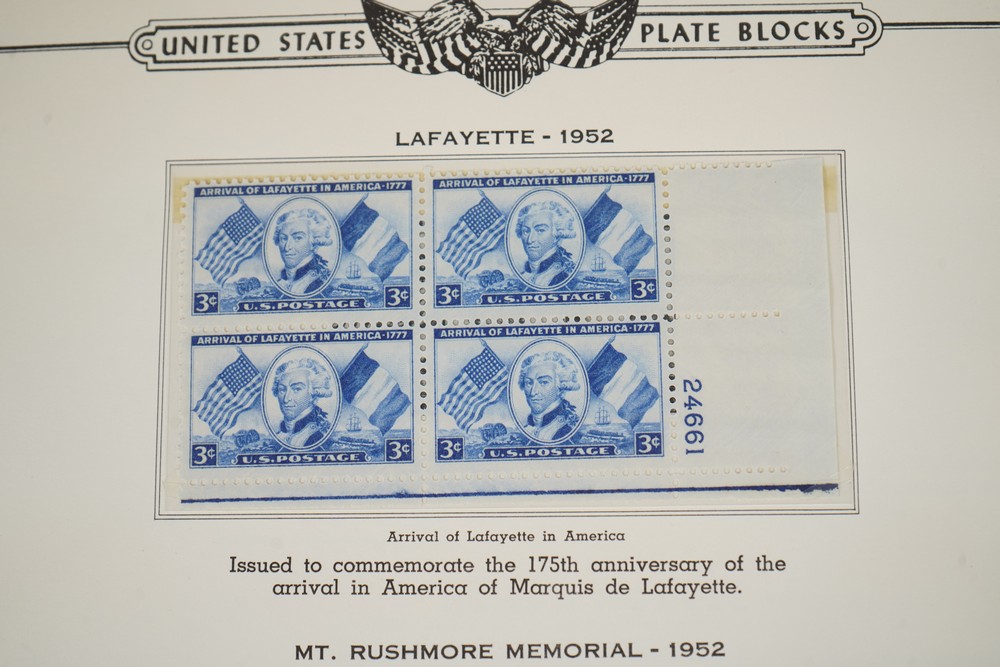 UNITED STATES PLATE BLOCKS
LAFAYETTE - 1952
ARRIVAL OF LAFAYETTE IN AMERICA-1777
3¢ U.S. POSTAGE 3¢
ARRIVAL OF LAFAYETTE IN AMERICA-1777
3¢ U.S. POSTAGE 3¢
ARRIVAL OF LAFAYETTE IN AMERICA-1777
3¢ U.S. POSTAGE 3¢
ARRIVAL OF LAFAYETTE IN AMERICA-1777
3¢ U.S. POSTAGE 3¢
24661
Arrival of Lafayette in America
Issued to commemorate the 175th anniversary of the
arrival in America of Marquis de Lafayette.
MT. RUSHMORE MEMORIAL - 1952